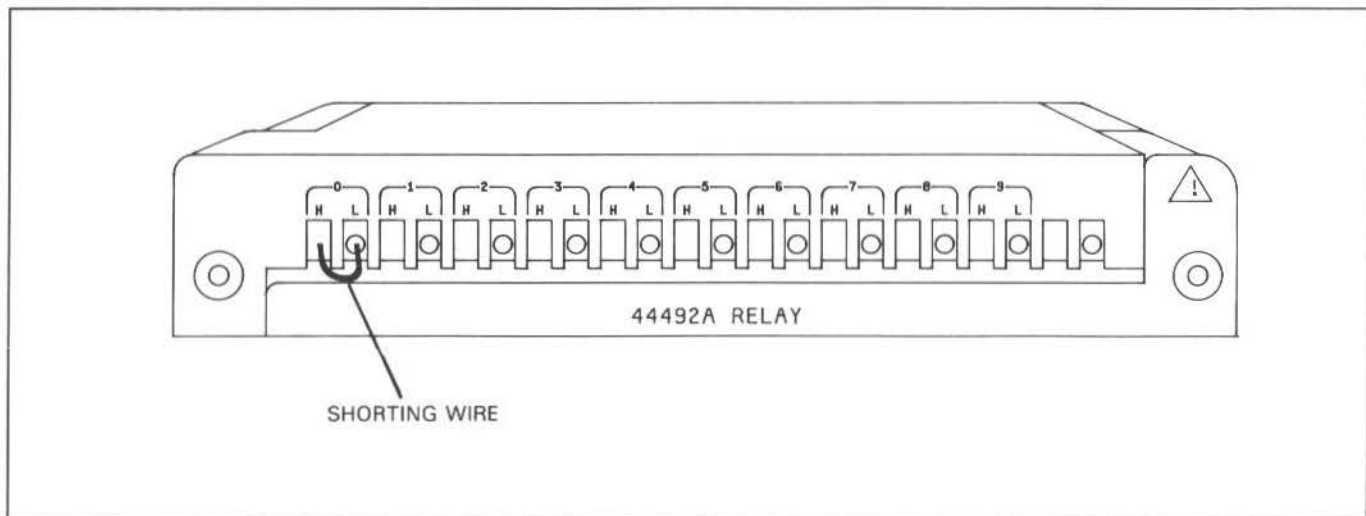 0 1 2 3 4 5 6 7 8 9
H L H L H L H L H L H L H L H L H L H L
!
44492A RELAY
SHORTING WIRE